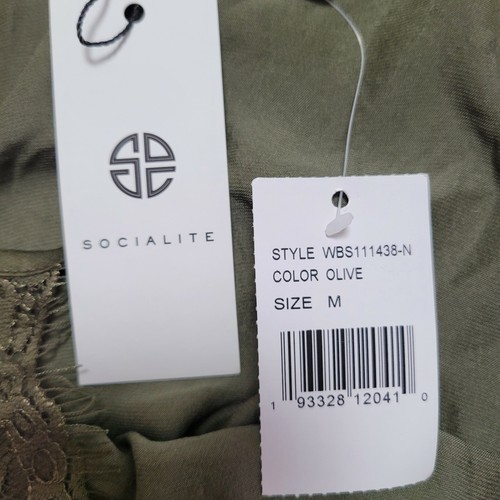 SOCIALITE
STYLE WBS111438-N
COLOR OLIVE
SIZE M
1 93328 12041 0